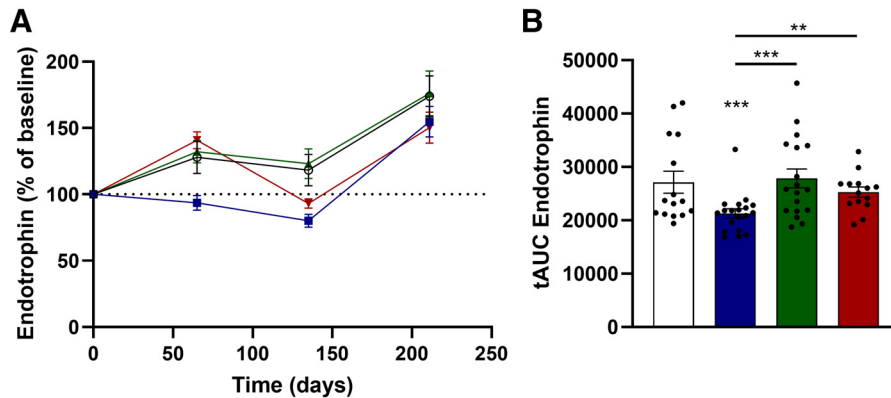 A
Endotrophin (% of baseline)
200
150
100
50
0
0 50 100 150 200 250
Time (days)
B
tAUC Endotrophin
50000
40000
30000
20000
10000
0
**
***
***